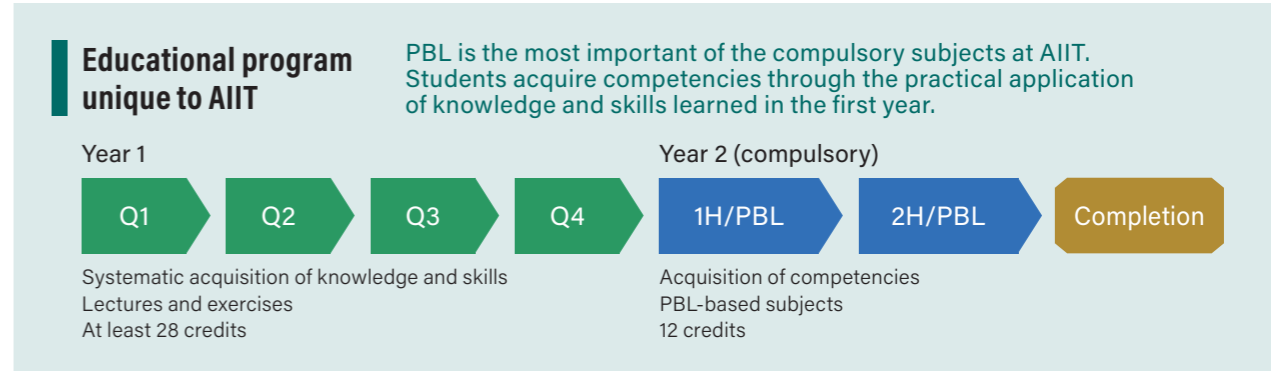 Educational program
unique to AIIT
PBL is the most important of the compulsory subjects at AIIT.
Students acquire competencies through the practical application
of knowledge and skills learned in the first year.
Year 1
Q1
Q2
Q3
Q4
Systematic acquisition of knowledge and skills
Lectures and exercises
At least 28 credits
Year 2 (compulsory)
1H/PBL
2H/PBL
Completion
Acquisition of competencies
PBL-based subjects
12 credits